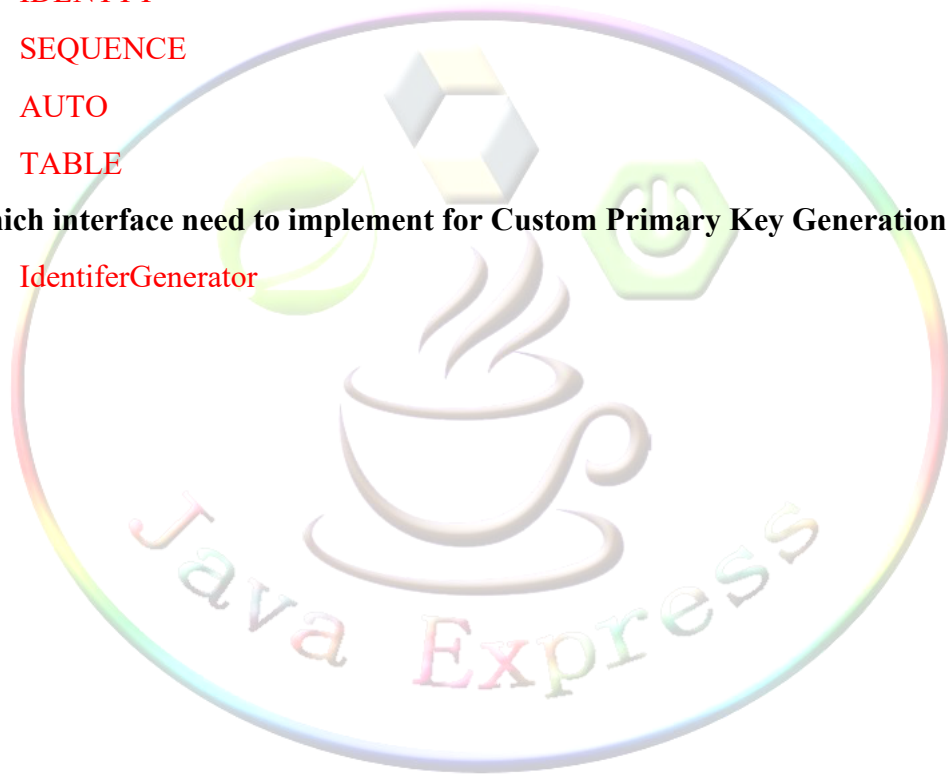 SEQUENCE
AUTO
TABLE
hich interface need to implement for Custom Primary Key Generation
IdentiferGenerator
Java Express